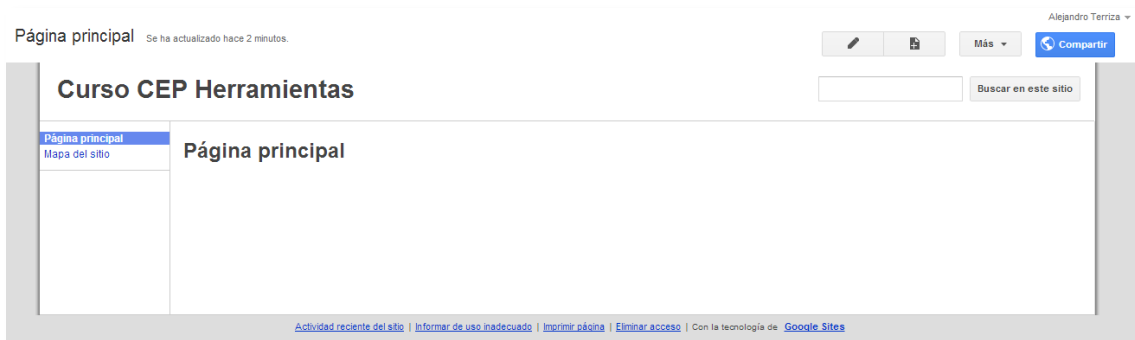 Alejandro Terriza
Página principal Se ha actualizado hace 2 minutos.
Más
Compartir
Curso CEP Herramientas
Buscar en este sitio
Página principal
Mapa del sitio
Página principal
Actividad reciente del sitio | Informar de uso inadecuado | Imprimir página | Eliminar acceso | Con la tecnología de Google Sites